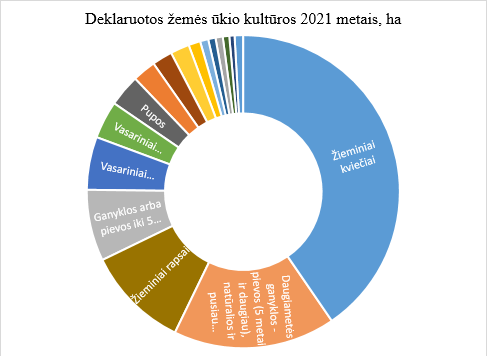 Deklaruotos žemės ūkio kultūros 2021 metais, ha
Žieminiai
kviečiai
Daugiametės
ganyklos -
pievos (5 metai
ir daugiau),
natūralios ir
pusiau...
Žieminiai rapsai
Ganyklos arba
pievos iki 5...
Vasariniai...
Vasariniai...
Pupos